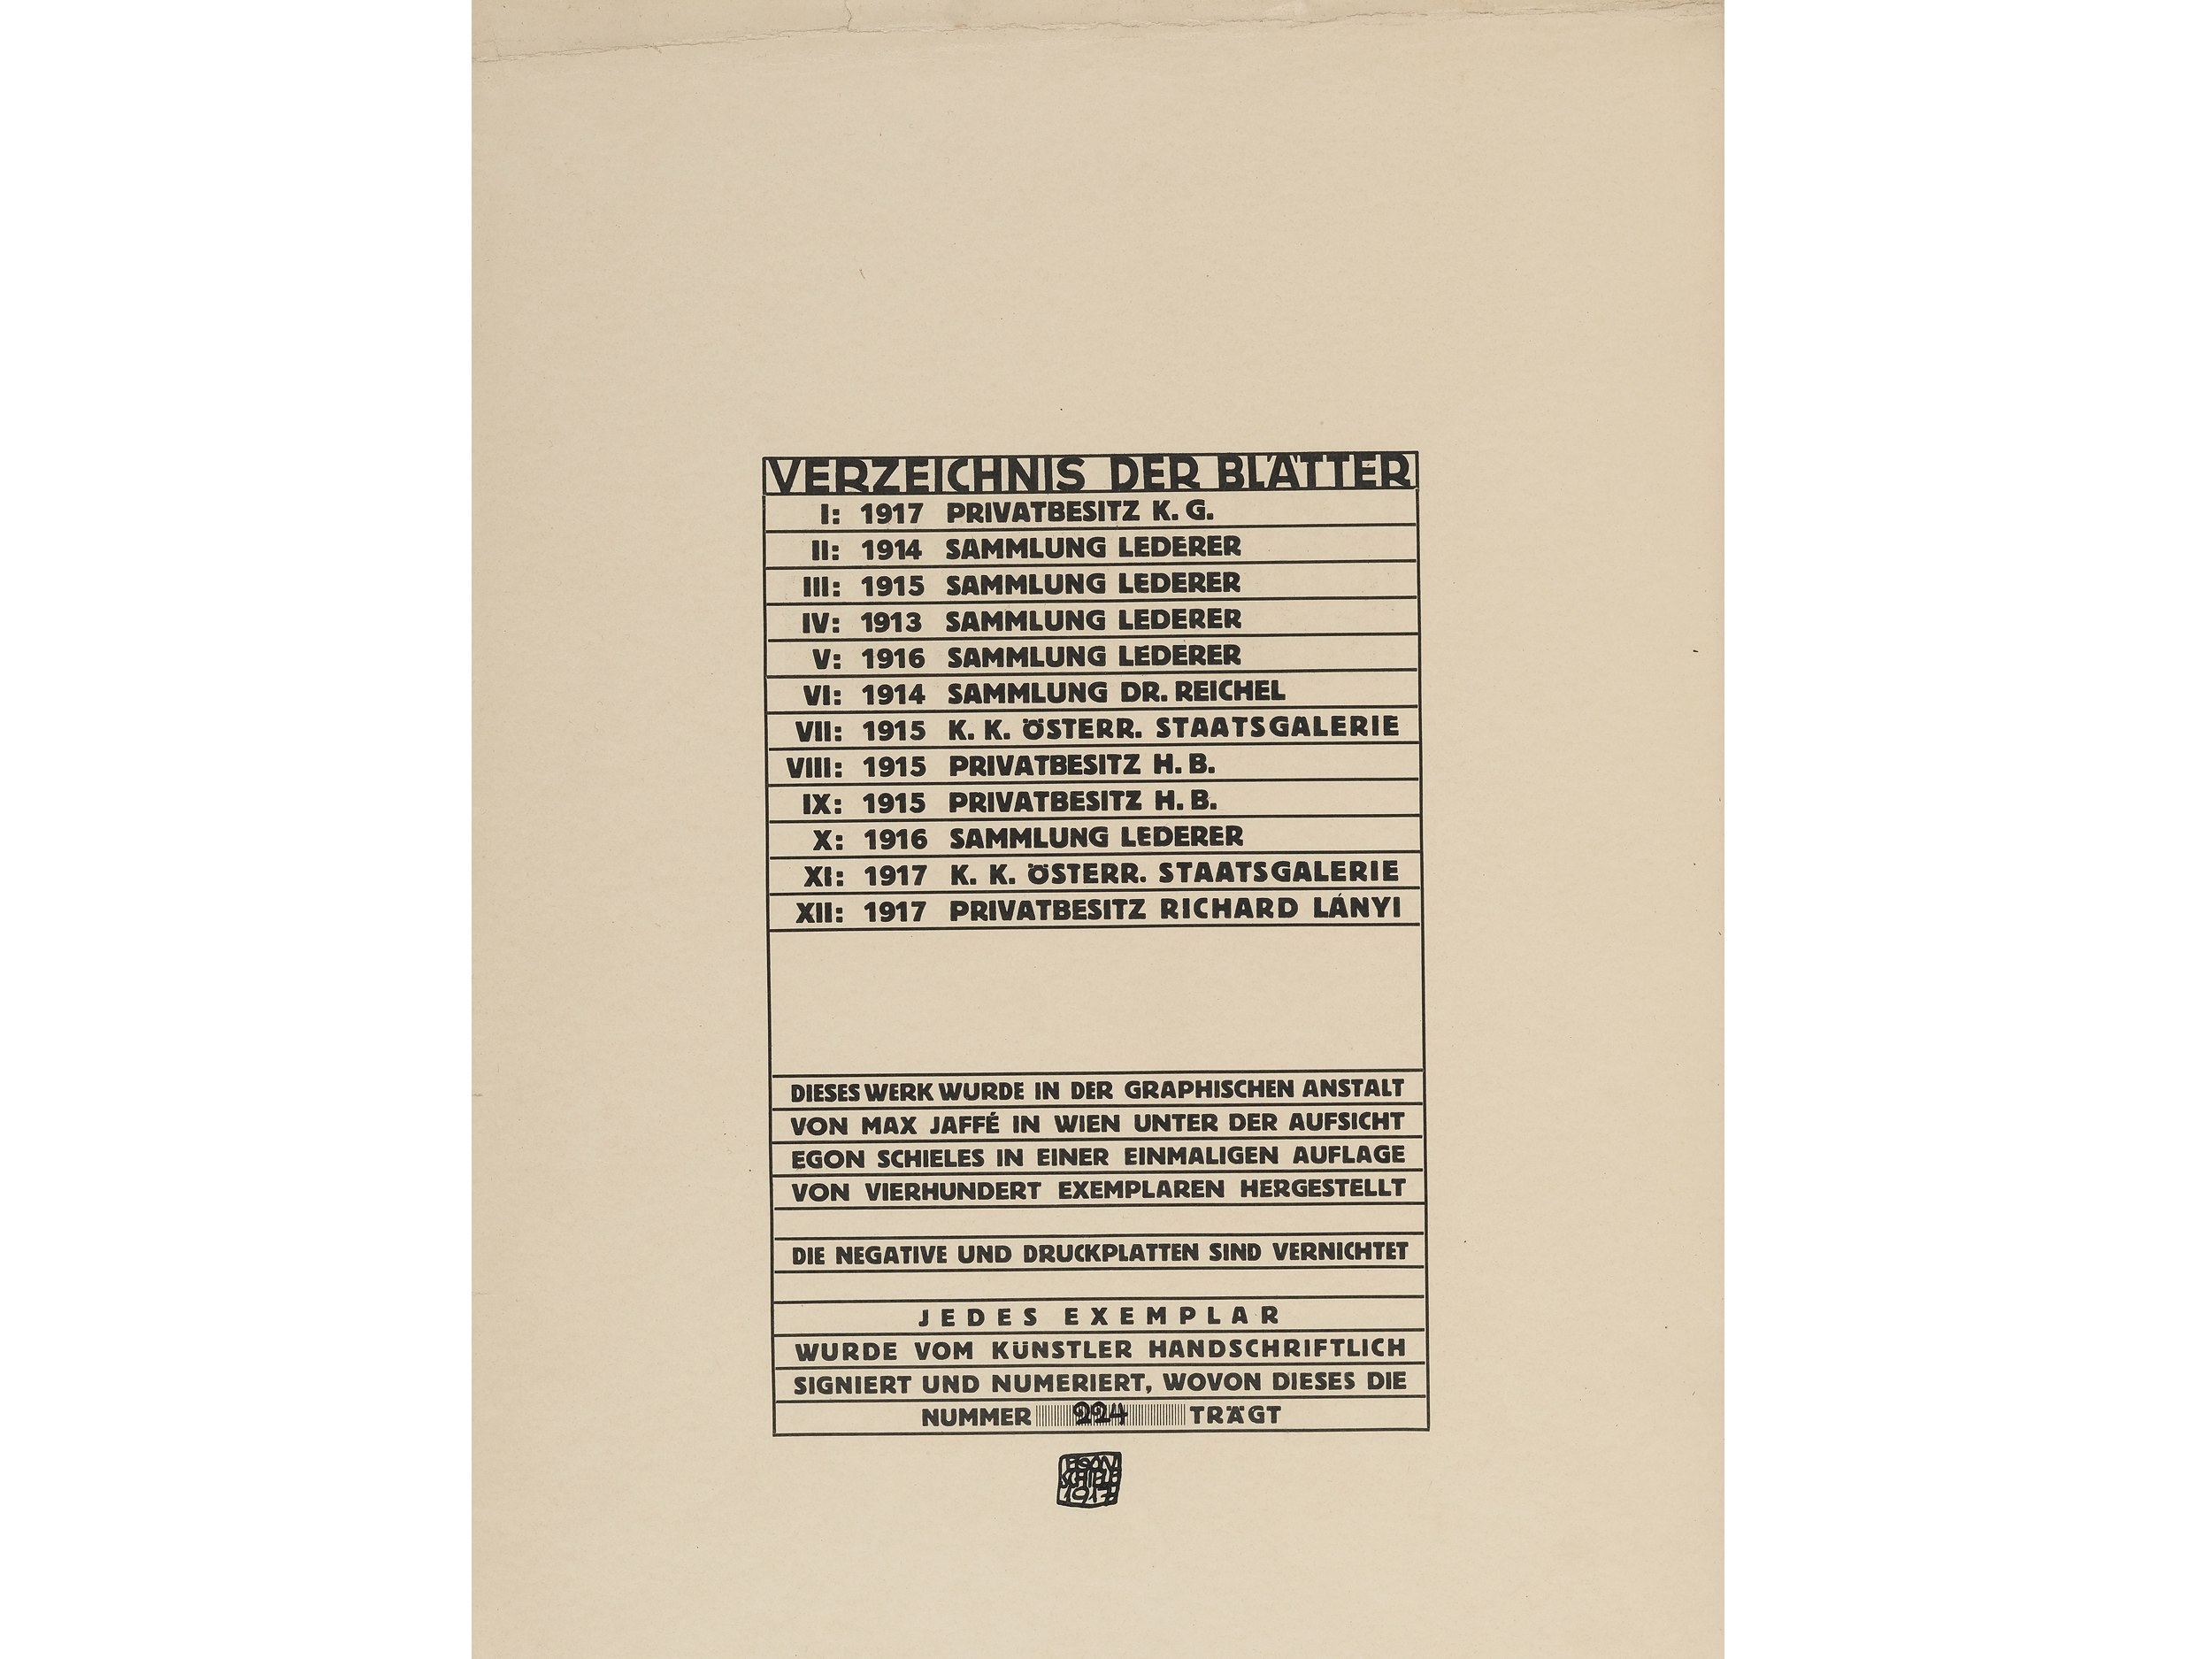 VERZEICHNIS DER BLÄTTER
I: 1917 PRIVATBESITZ K. G.
II: 1914 SAMMLUNG LEDERER
III: 1915 SAMMLUNG LEDERER
IV: 1913 SAMMLUNG LEDERER
V: 1916 SAMMLUNG LEDERER
VI: 1914 SAMMLUNG DR. REICHEL
VII: 1915 K. K. ÖSTERR. STAATSGALERIE
VIII: 1915 PRIVATBESITZ H. B.
IX: 1915 PRIVATBESITZ H. B.
X: 1916 SAMMLUNG LEDERER
XI: 1917 K. K. ÖSTERR. STAATSGALERIE
XII: 1917 PRIVATBESITZ RICHARD LÁNYI
DIESES WERK WURDE IN DER GRAPHISCHEN ANSTALT
VON MAX JAFFÉ IN WIEN UNTER DER AUFSICHT
EGON SCHIELES IN EINER EINMALIGEN AUFLAGE
VON VIERHUNDERT EXEMPLAREN HERGESTELLT
DIE NEGATIVE UND DRUCKPLATTEN SIND VERNICHTET
JEDES EXEMPLAR
WURDE VOM KÜNSTLER HANDSCHRIFTLICH
SIGNIERT UND NUMERIERT, WOVON DIESES DIE
NUMMER 224 TRÄGT
EGON
SCHIELE
1917